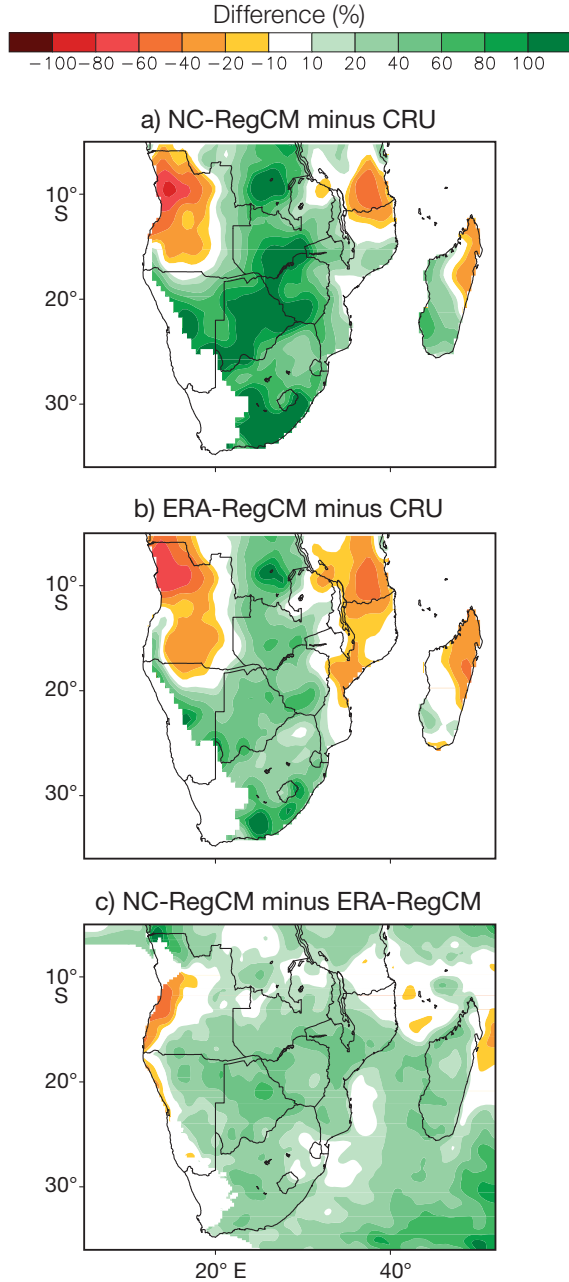 Difference (%)
−100 −80 −60 −40 −20 −10 10 20 40 60 80 100
a) NC-RegCM minus CRU
10°
S
20°
30°
b) ERA-RegCM minus CRU
10°
S
20°
30°
c) NC-RegCM minus ERA-RegCM
10°
S
20°
30°
20° E 40°